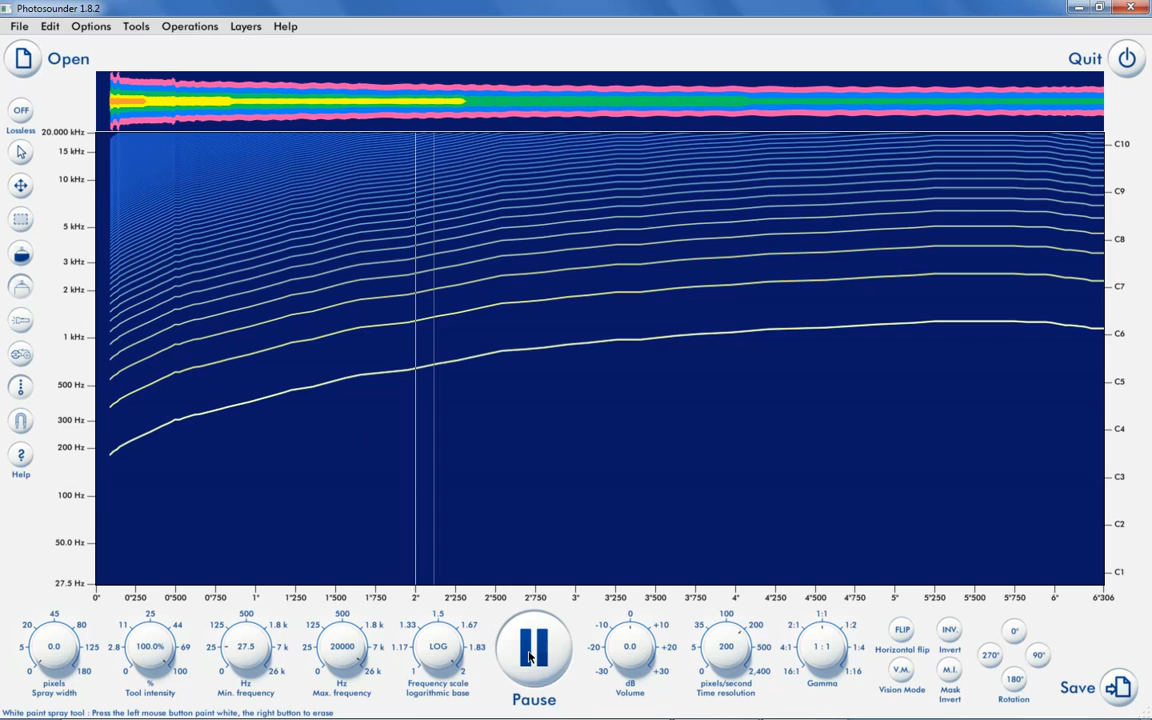 Photosounder 1.8.2
File Edit Options Tools Operations Layers Help
Open
Quit
OFF
Lossless
20.000 kHz
15 kHz
10 kHz
5 kHz
3 kHz
2 kHz
1 kHz
500 Hz
300 Hz
200 Hz
100 Hz
50.0 Hz
27.5 Hz
C10
C9
C8
C7
C6
C5
C4
C3
C2
C1
?
Help
0" 0"250 0"500 0"750 1" 1"250 1"500 1"750 2" 2"250 2"500 2"750 3" 3"250 3"500 3"750 4" 4"250 4"500 4"750 5" 5"250 5"500 5"750 6" 6"306
45 25 500 500 1.5 0 100 1:1
20 80 11 44 125 1.8 k 125 1.8 k 1.33 1.67 -10 +10 35 200 2:1 1:2
5 0.0 125 2.8 100.0% 69 25 27.5 7 k 25 20000 7 k 1.17 LOG 1.83 -20 0.0 +20 5 200 500 4:1 1 : 1 1:4
0 180 0 100 6 26 k 6 26 k 1 2 -30 +30 0 2,400 16:1 1:16
pixels
Spray width
%
Tool intensity
Hz
Min. frequency
Hz
Max. frequency
Frequency scale
logarithmic base
Pause
dB
Volume
pixels/second
Time resolution
Gamma
FLIP
Horizontal flip
INV.
Invert
V.M.
Vision Mode
M.I.
Mask
Invert
0°
270° 90°
180°
Rotation
Save
White paint spray tool : Press the left mouse button paint white, the right button to erase